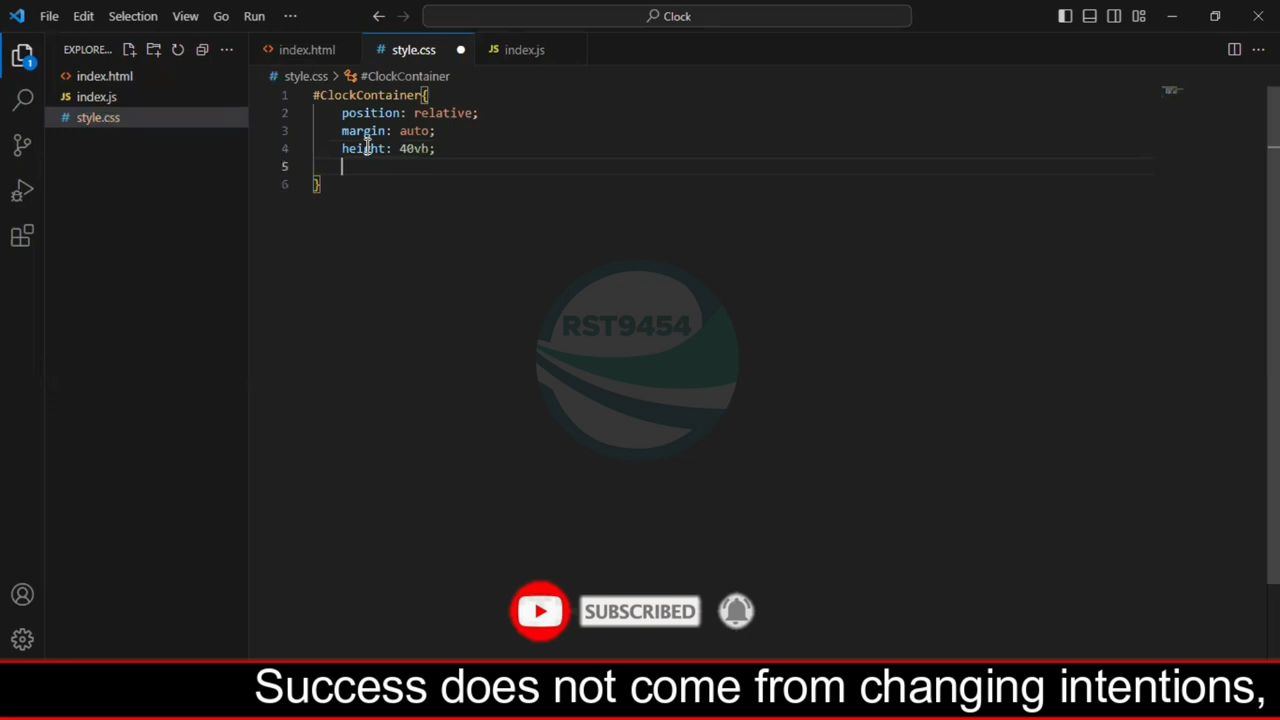 File Edit Selection View Go Run ··· Clock
EXPLORE... ··· index.html # style.css index.js ···
1
index.html
index.js
# style.css
# style.css > #ClockContainer
1 #ClockContainer{
2 position: relative;
3 margin: auto;
4 height: 40vh;
5
6 }
RST9454
SUBSCRIBED
Success does not come from changing intentions,